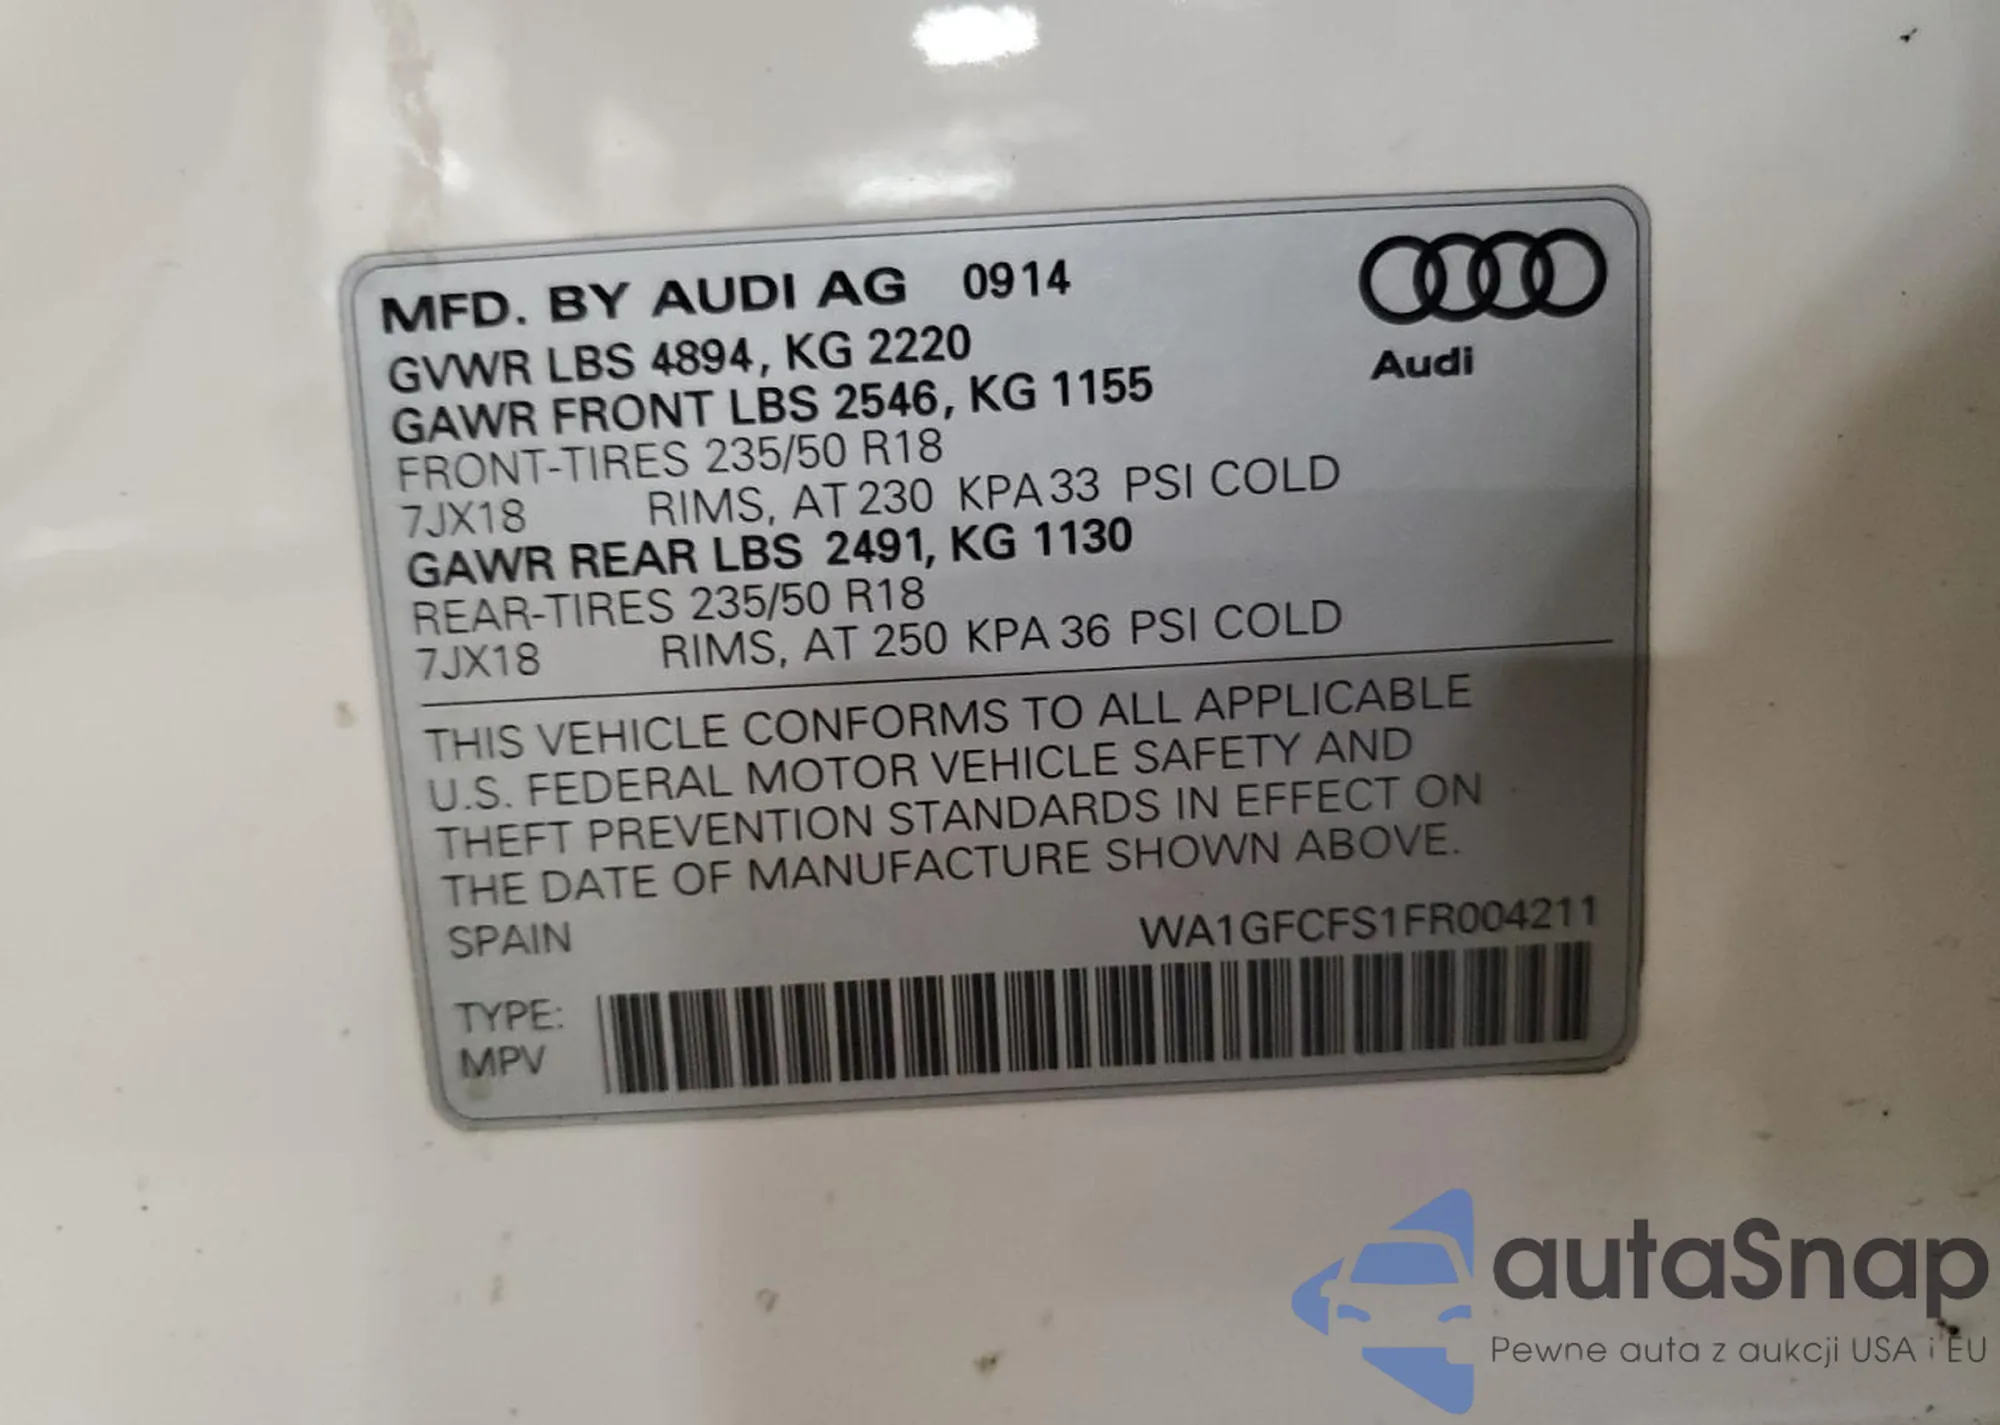 MFD. BY AUDI AG 0914
GVWR LBS 4894, KG 2220
GAWR FRONT LBS 2546, KG 1155
FRONT-TIRES 235/50 R18
7JX18 RIMS, AT 230 KPA 33 PSI COLD
GAWR REAR LBS 2491, KG 1130
REAR-TIRES 235/50 R18
7JX18 RIMS, AT 250 KPA 36 PSI COLD
Audi
THIS VEHICLE CONFORMS TO ALL APPLICABLE
U.S. FEDERAL MOTOR VEHICLE SAFETY AND
THEFT PREVENTION STANDARDS IN EFFECT ON
THE DATE OF MANUFACTURE SHOWN ABOVE.
SPAIN WA1GFCFS1FR004211
TYPE:
MPV
autaSnap
Pewne auta z aukcji USA i EU